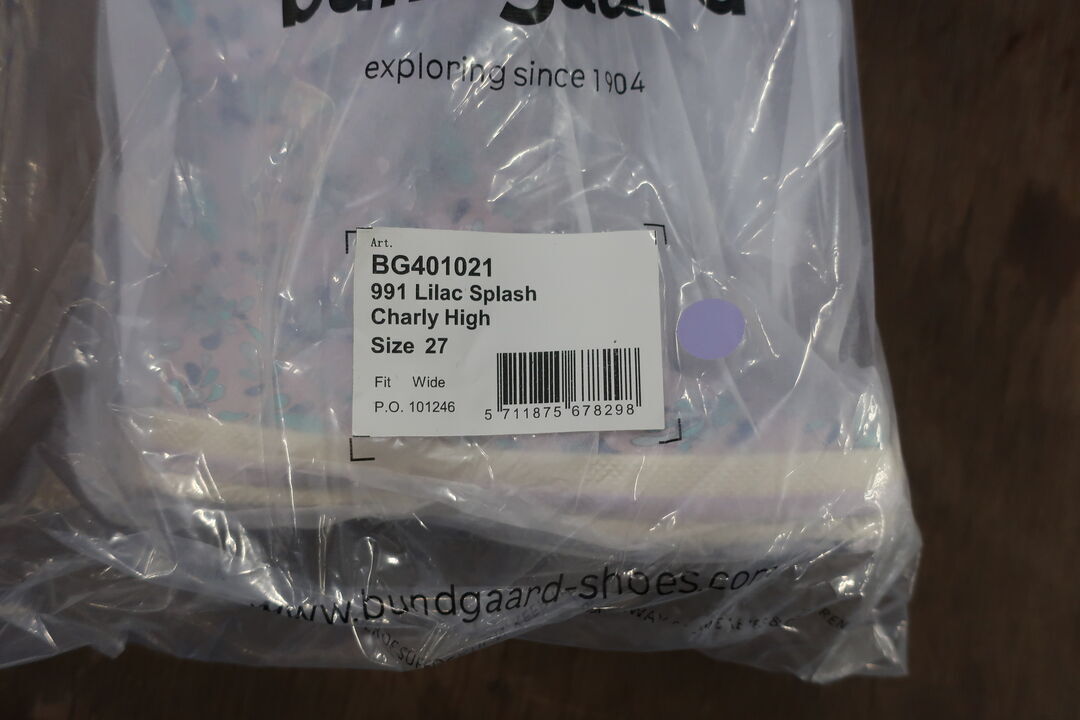 bundgaard
exploring since 1904
Art.
BG401021
991 Lilac Splash
Charly High
Size 27
Fit Wide
P.O. 101246
5 711875 678298
www.bundgaard-shoes.com